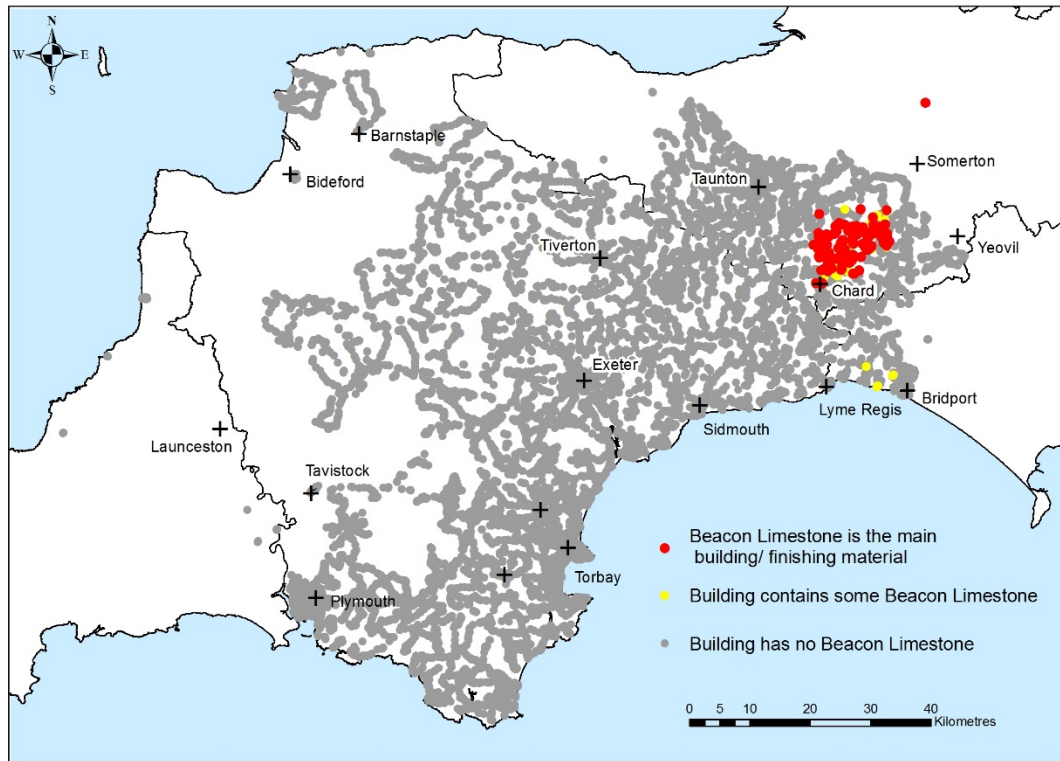 N
W E
S
Barnstaple
Somerton
Bideford
Taunton
Yeovil
Tiverton
Chard
Exeter
Bridport
Lyme Regis
Sidmouth
Launceston
Tavistock
Beacon Limestone is the main
building/ finishing material
Torbay
Building contains some Beacon Limestone
Plymouth
Building has no Beacon Limestone
0 5 10 20 30 40
Kilometres